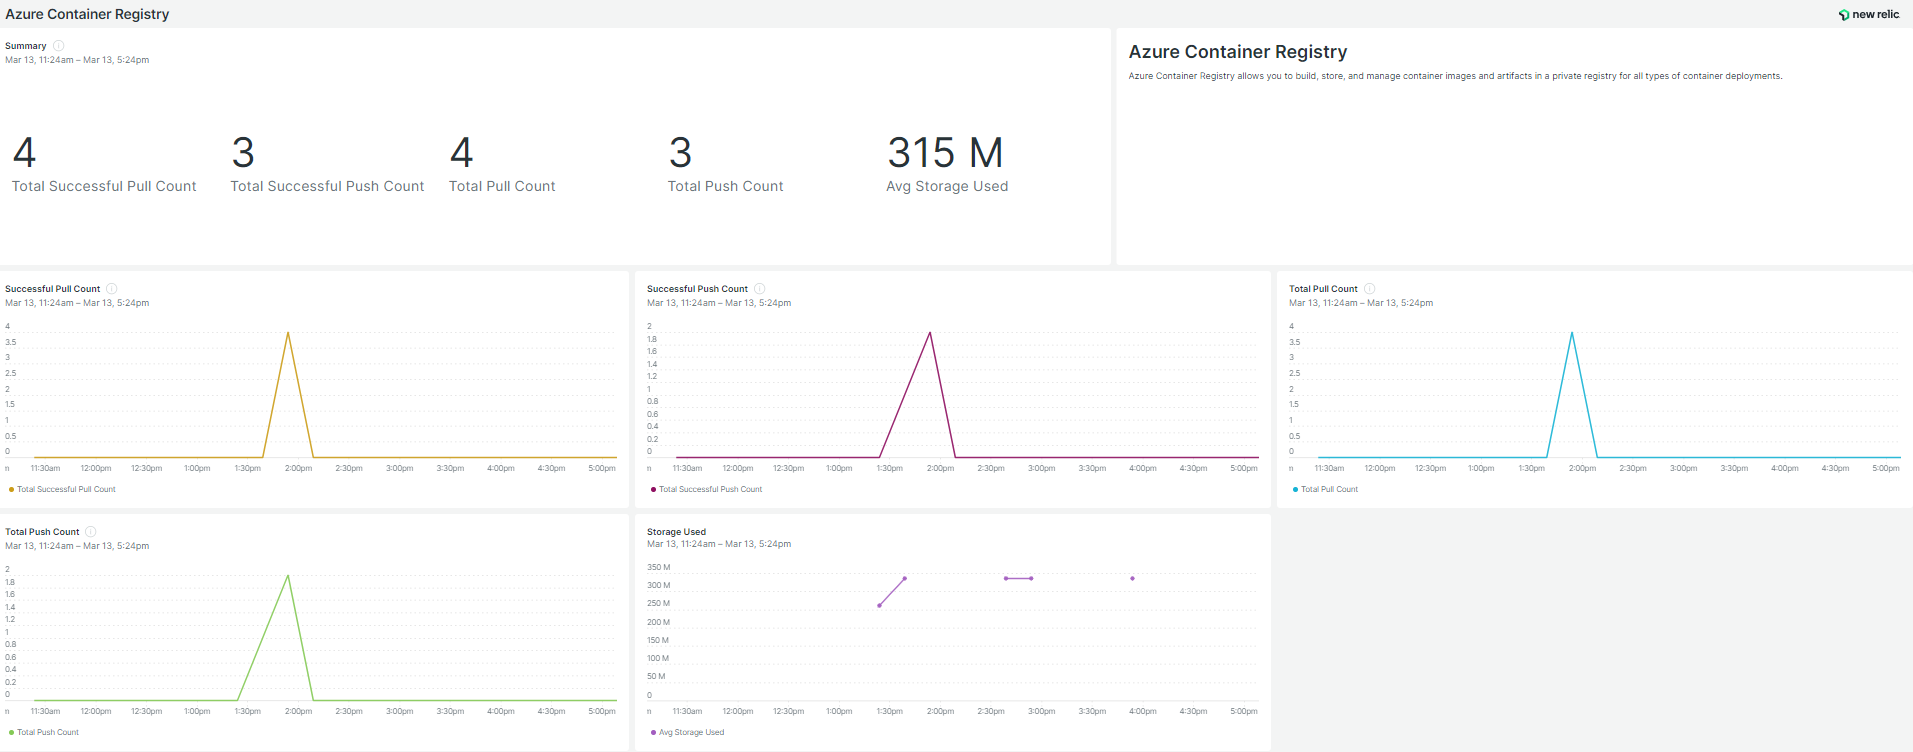 Azure Container Registry
new relic
Summary
Mar 13, 11:24am – Mar 13, 5:24pm
4
Total Successful Pull Count
3
Total Successful Push Count
4
Total Pull Count
3
Total Push Count
315 M
Avg Storage Used
Azure Container Registry
Azure Container Registry allows you to build, store, and manage container images and artifacts in a private registry for all types of container deployments.
Successful Pull Count
Mar 13, 11:24am – Mar 13, 5:24pm
4
3.5
3
2.5
2
1.5
1
0.5
0
n 11:30am 12:00pm 12:30pm 1:00pm 1:30pm 2:00pm 2:30pm 3:00pm 3:30pm 4:00pm 4:30pm 5:00pm
Total Successful Pull Count
Successful Push Count
Mar 13, 11:24am – Mar 13, 5:24pm
2
1.8
1.6
1.4
1.2
1
0.8
0.6
0.4
0.2
0
n 11:30am 12:00pm 12:30pm 1:00pm 1:30pm 2:00pm 2:30pm 3:00pm 3:30pm 4:00pm 4:30pm 5:00pm
Total Successful Push Count
Total Pull Count
Mar 13, 11:24am – Mar 13, 5:24pm
4
3.5
3
2.5
2
1.5
1
0.5
0
n 11:30am 12:00pm 12:30pm 1:00pm 1:30pm 2:00pm 2:30pm 3:00pm 3:30pm 4:00pm 4:30pm 5:00pm
Total Pull Count
Total Push Count
Mar 13, 11:24am – Mar 13, 5:24pm
2
1.8
1.6
1.4
1.2
1
0.8
0.6
0.4
0.2
0
n 11:30am 12:00pm 12:30pm 1:00pm 1:30pm 2:00pm 2:30pm 3:00pm 3:30pm 4:00pm 4:30pm 5:00pm
Total Push Count
Storage Used
Mar 13, 11:24am – Mar 13, 5:24pm
350 M
300 M
250 M
200 M
150 M
100 M
50 M
0
n 11:30am 12:00pm 12:30pm 1:00pm 1:30pm 2:00pm 2:30pm 3:00pm 3:30pm 4:00pm 4:30pm 5:00pm
Avg Storage Used